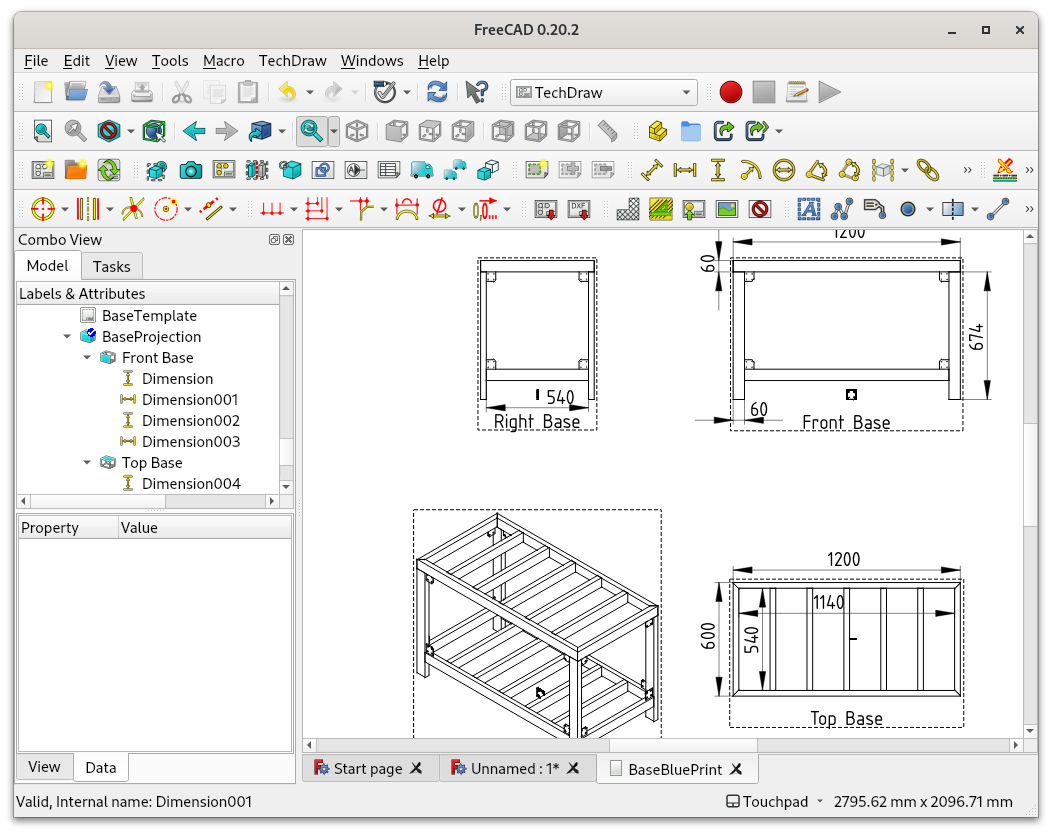 FreeCAD 0.20.2
File Edit View Tools Macro TechDraw Windows Help
TechDraw
DXF
Combo View
Model Tasks
Labels & Attributes
BaseTemplate
BaseProjection
Front Base
Dimension
Dimension001
Dimension002
Dimension003
Top Base
Dimension004
Property Value
View Data
1200
60
674
540
60
Right Base
Front Base
1200
1140
600
540
Top Base
Start page
Unnamed : 1*
BaseBluePrint
Valid, Internal name: Dimension001
Touchpad
2795.62 mm x 2096.71 mm